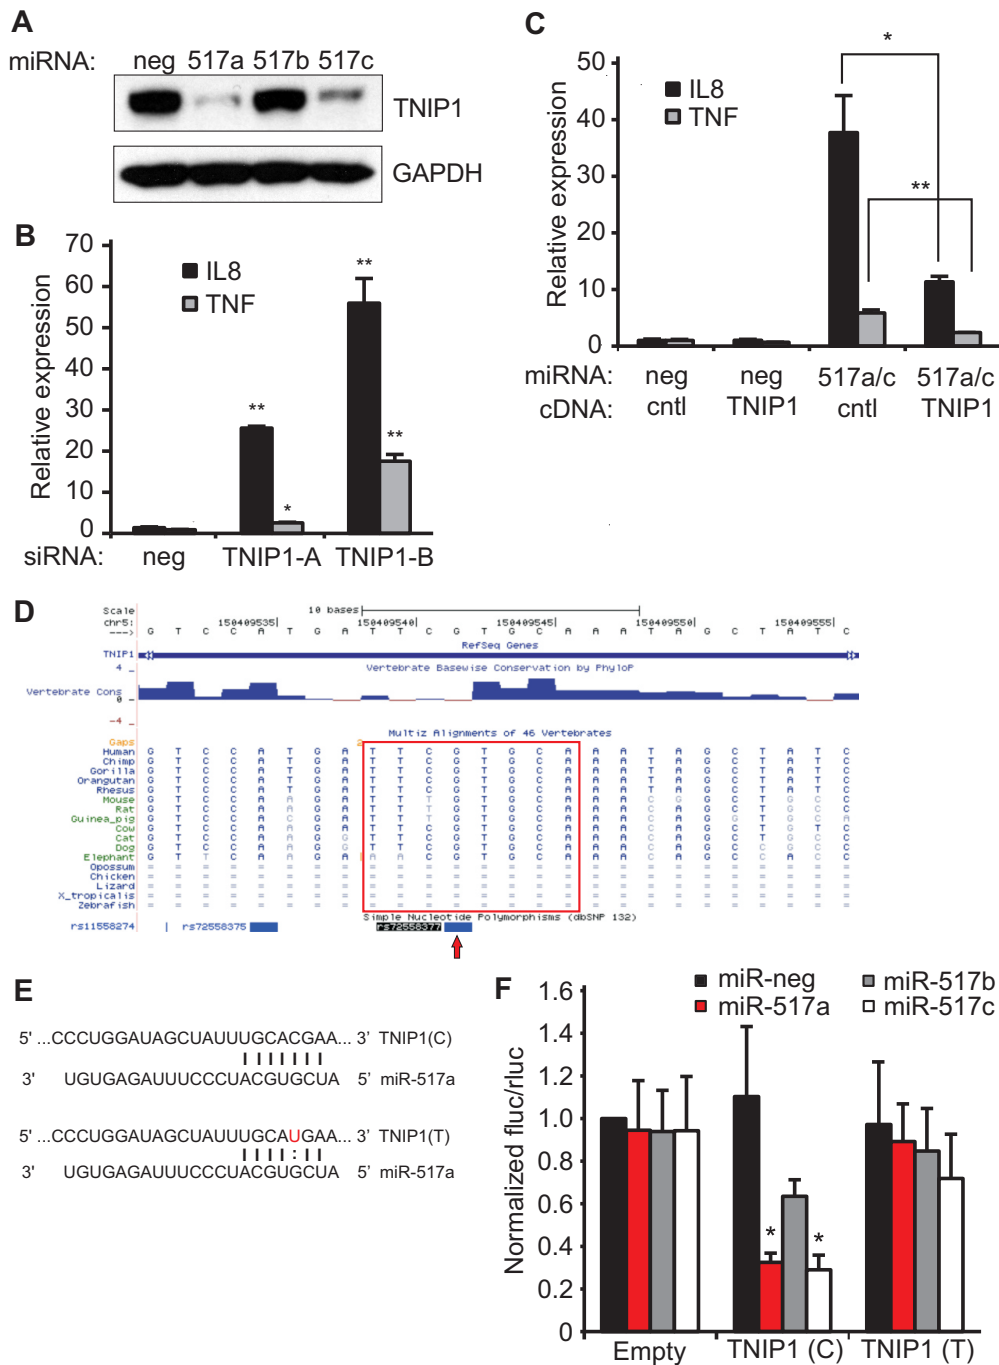 A
miRNA: neg 517a 517b 517c
TNIP1
GAPDH
B
Relative expression
70
60
50
40
30
20
10
0
IL8
TNF
**
*
**
**
siRNA: neg TNIP1-A TNIP1-B
C
Relative expression
50
40
30
20
10
0
IL8
TNF
*
**
miRNA: neg neg 517a/c 517a/c
cDNA: cntl TNIP1 cntl TNIP1
D
Scale 10 bases
chr5: 150409535 150409540 150409545 150409550 150409555
---> G T C C A T G A T T C G T G C A A A T A G C T A T C
RefSeq Genes
TNIP1
Vertebrate Basewise Conservation by PhyloP
4
Vertebrate Cons
0
-4
Multiz Alignments of 46 Vertebrates
Gaps 2
Human G T C C A T G A T T C G T G C A A A T A G C T A T C
Chimp G T C C A T G A T T C G T G C A A A T A G C T A T C
Gorilla G T C C A T G A T T C G T G C A A A T A G C T A T C
Orangutan G T C C A T G A T T C G T G C A A A T A G C T A T C
Rhesus G T C C A T G A T T C G T G C A A A T A G C T A T C
Mouse G T C C A A G A T T T G T G C A A A C G G C T G C C
Rat G T C C A A G A T T C G T G C A A A
Guinea_pig G T C C A C G A T T T G T G C A A A
Cow G T C C A A G A T T C G T G C A A A
Cat G T C C A A G G T T C G T G C A A A
Dog G T C C A A G G T T C G T G C A A A
Elephant G T T C A A G A A A C G T G C A A A C A G C C A C C
Opossum = = = = = = = = = = = = = = = = = = = = = = = = = =
Chicken = = = = = = = = = = = = = = = = = = = = = = = = = =
Lizard = = = = = = = = = = = = = = = = = = = = = = = = = =
X_tropicalis = = = = = = = = = = = = = = = = = = = = = = = = = =
Zebrafish = = = = = = = = = = = = = = = = = = = = = = = = = =
Simple Nucleotide Polymorphisms (dbSNP 132)
rs11558274 rs72558375 rs72558377
E
5' ...CCCUGGAUAGCUAUUUGCACGAA... 3' TNIP1(C)
3' UGUGAGAUUUCCCUACGUGCUA 5' miR-517a
5' ...CCCUGGAUAGCUAUUUGCAUGAA... 3' TNIP1(T)
:
3' UGUGAGAUUUCCCUACGUGCUA 5' miR-517a
F
Normalized fluc/rluc
miR-neg miR-517b
miR-517a miR-517c
1.6
1.4
1.2
1.0
0.8
0.6
0.4
0.2
0
* *
Empty TNIP1 (C) TNIP1 (T)